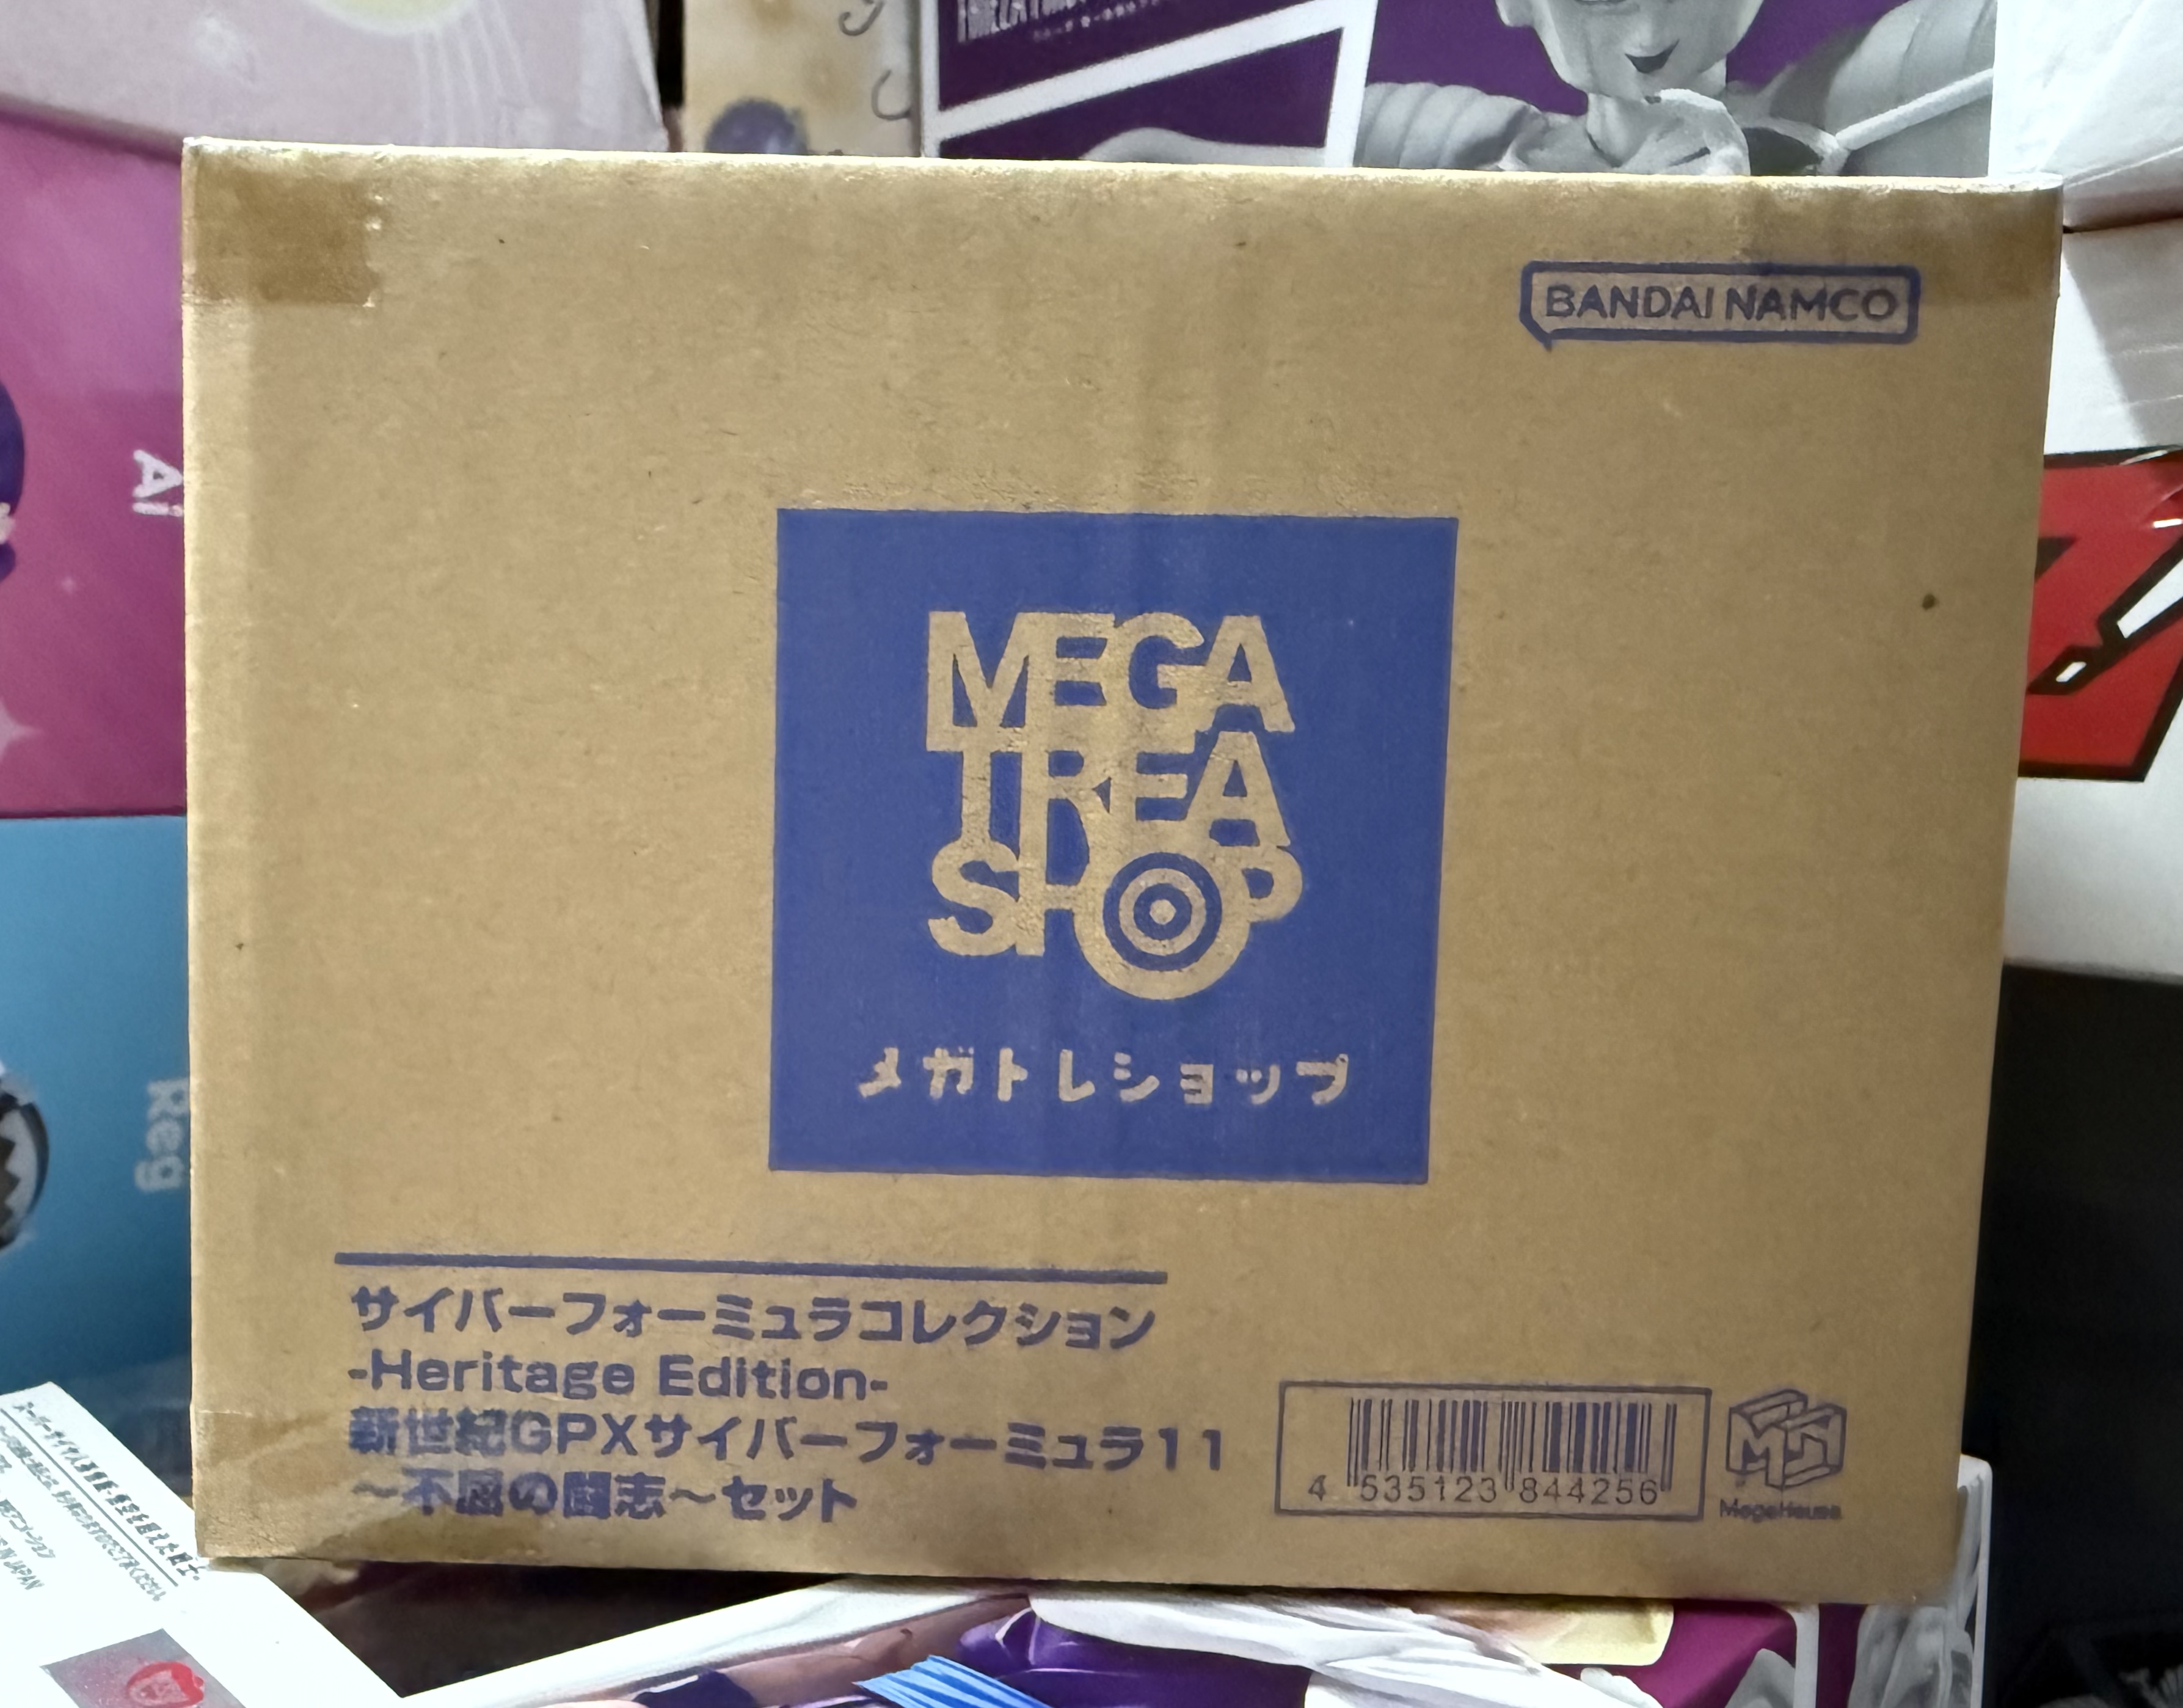 BANDAI NAMCO
MEGA
TREA
SHOP
メガトレショップ
サイバーフォーミュラコレクション
-Heritage Edition-
新世紀GPXサイバーフォーミュラ11
~不屈の闘志~セット
4 535123 844256
MegaHouse
Ai
Reg